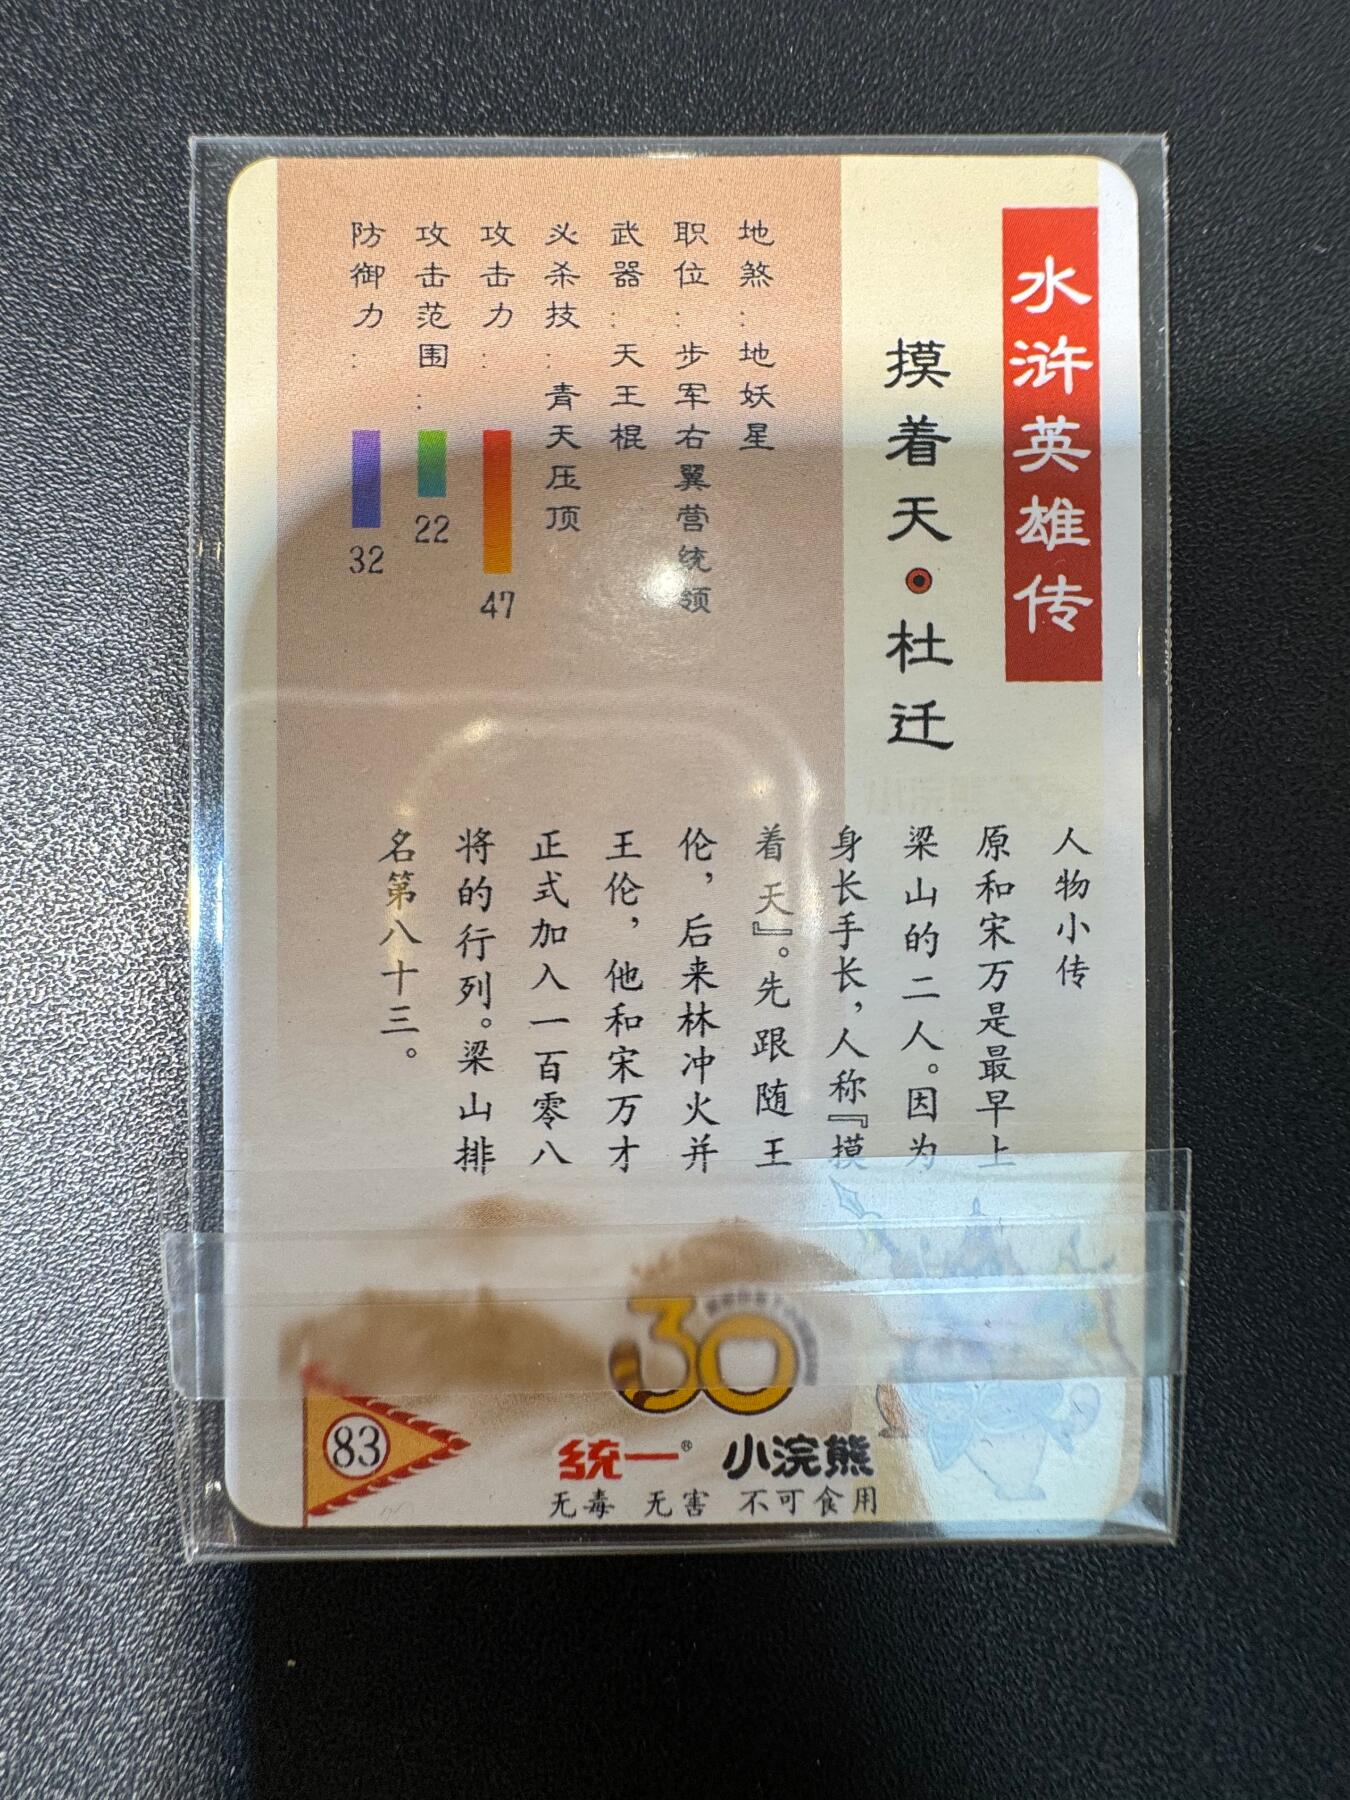 水浒英雄传
摸着天·杜迁
地煞：地妖星
职位：步军右翼营统领
武器：天王棍
必杀技：青天压顶
攻击力：
47
攻击范围：
22
防御力：
32
人物小传
原和宋万是最早上
梁山的二人。因为
身长手长，人称『摸
着天』。先跟随王
伦，后来林冲火并
王伦，他和宋万才
正式加入一百零八
将的行列。梁山排
名第八十三。
30
83
统一® 小浣熊
无毒 无害 不可食用